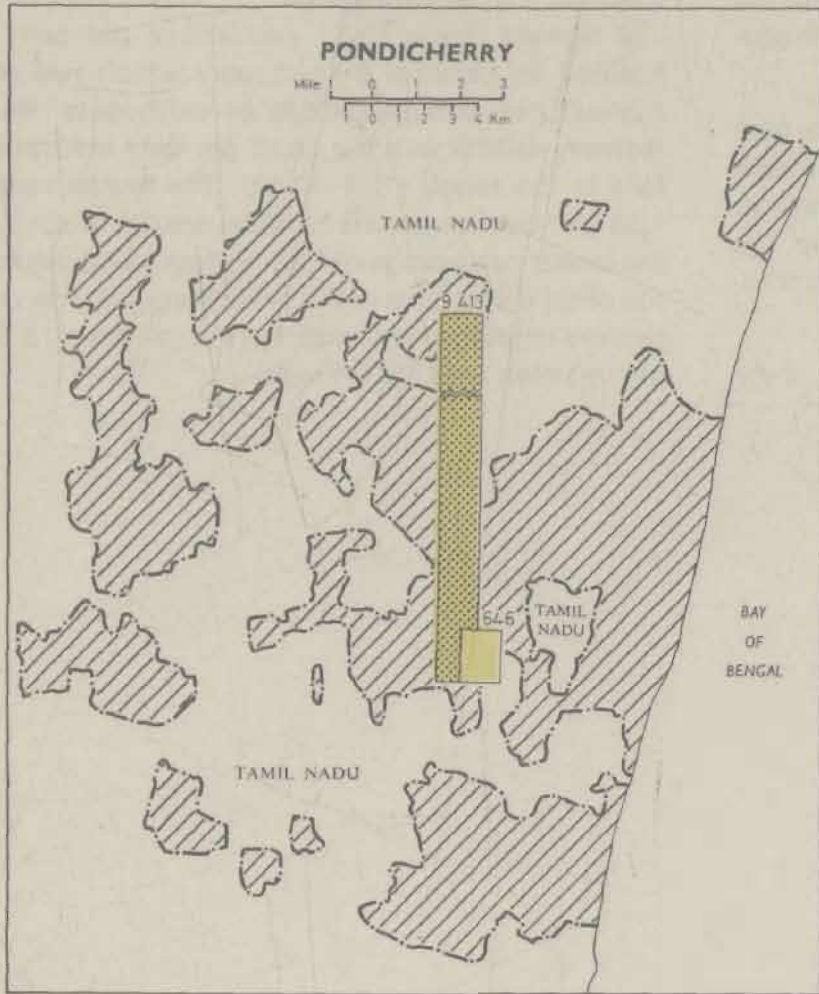 PONDICHERRY
Mile 1 0 1 2 3
0 1 2 3 4 Km
TAMIL NADU
9 413
646
TAMIL
NADU
BAY
OF
BENGAL
TAMIL NADU